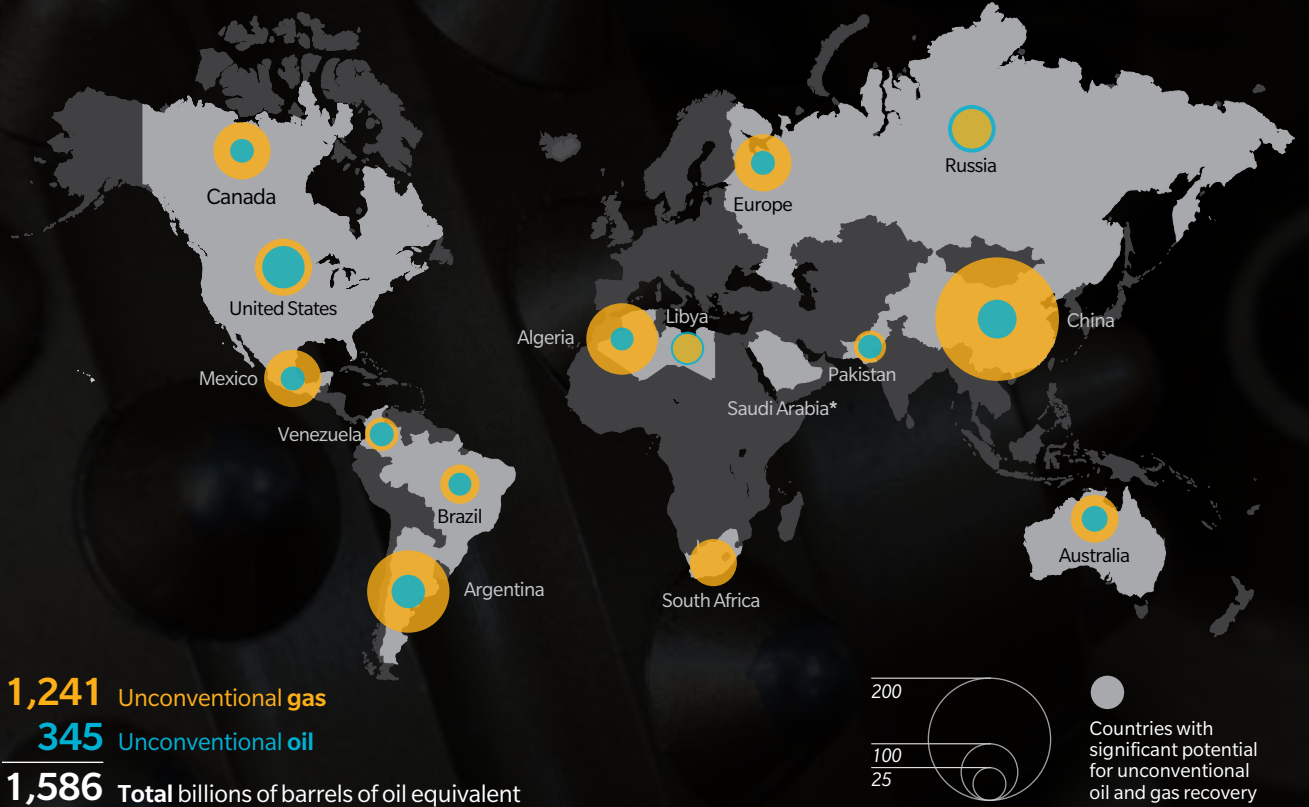 Canada
Russia
Europe
United States
Libya
Algeria
China
Mexico
Pakistan
Saudi Arabia*
Venezuela
Brazil
Australia
Argentina
South Africa
1,241 Unconventional gas
345 Unconventional oil
1,586 Total billions of barrels of oil equivalent
200
100
25
Countries with
significant potential
for unconventional
oil and gas recovery